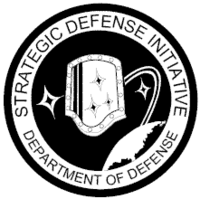 STRATEGIC DEFENSE INITIATIVE
DEPARTMENT OF DEFENSE